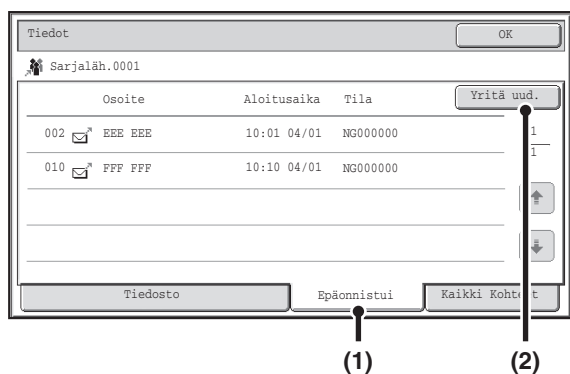 Tiedot OK
Sarjaläh.0001
Osoite Aloitusaika Tila Yritä uud.
002 EEE EEE 10:01 04/01 NG000000 1
010 FFF FFF 10:10 04/01 NG000000 1
Tiedosto Epäonnistui Kaikki Kohteet
(1) (2)